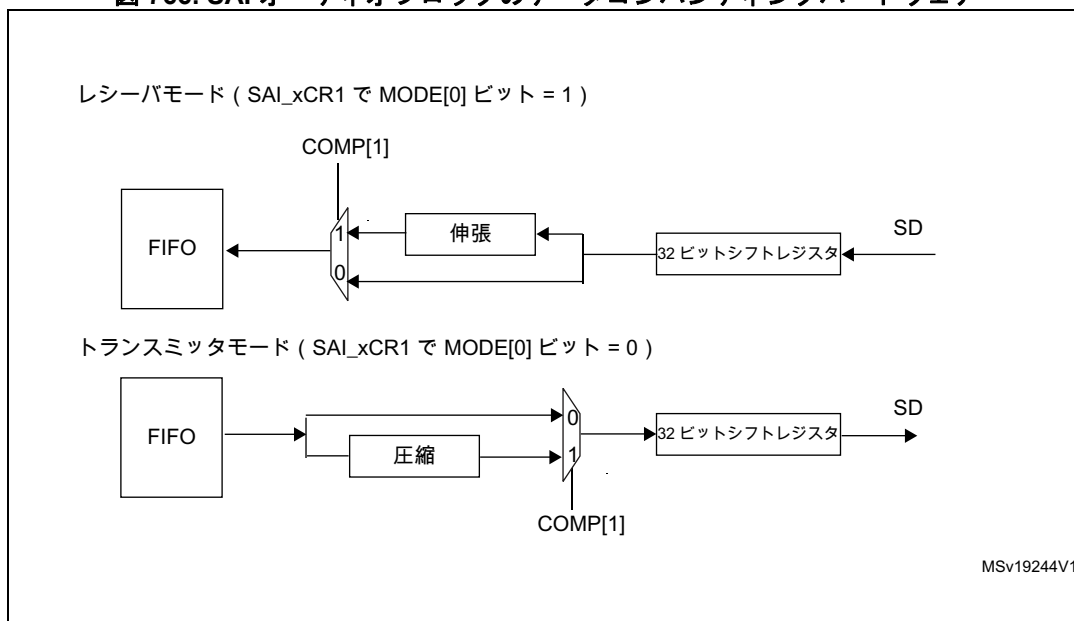 レシーバモード ( SAI_xCR1 で MODE[0] ビット = 1 )
COMP[1]
FIFO
1
0
伸張
32 ビットシフトレジスタ
SD
トランスミッタモード ( SAI_xCR1 で MODE[0] ビット = 0 )
FIFO
圧縮
0
1
COMP[1]
32 ビットシフトレジスタ
SD
MSv19244V1